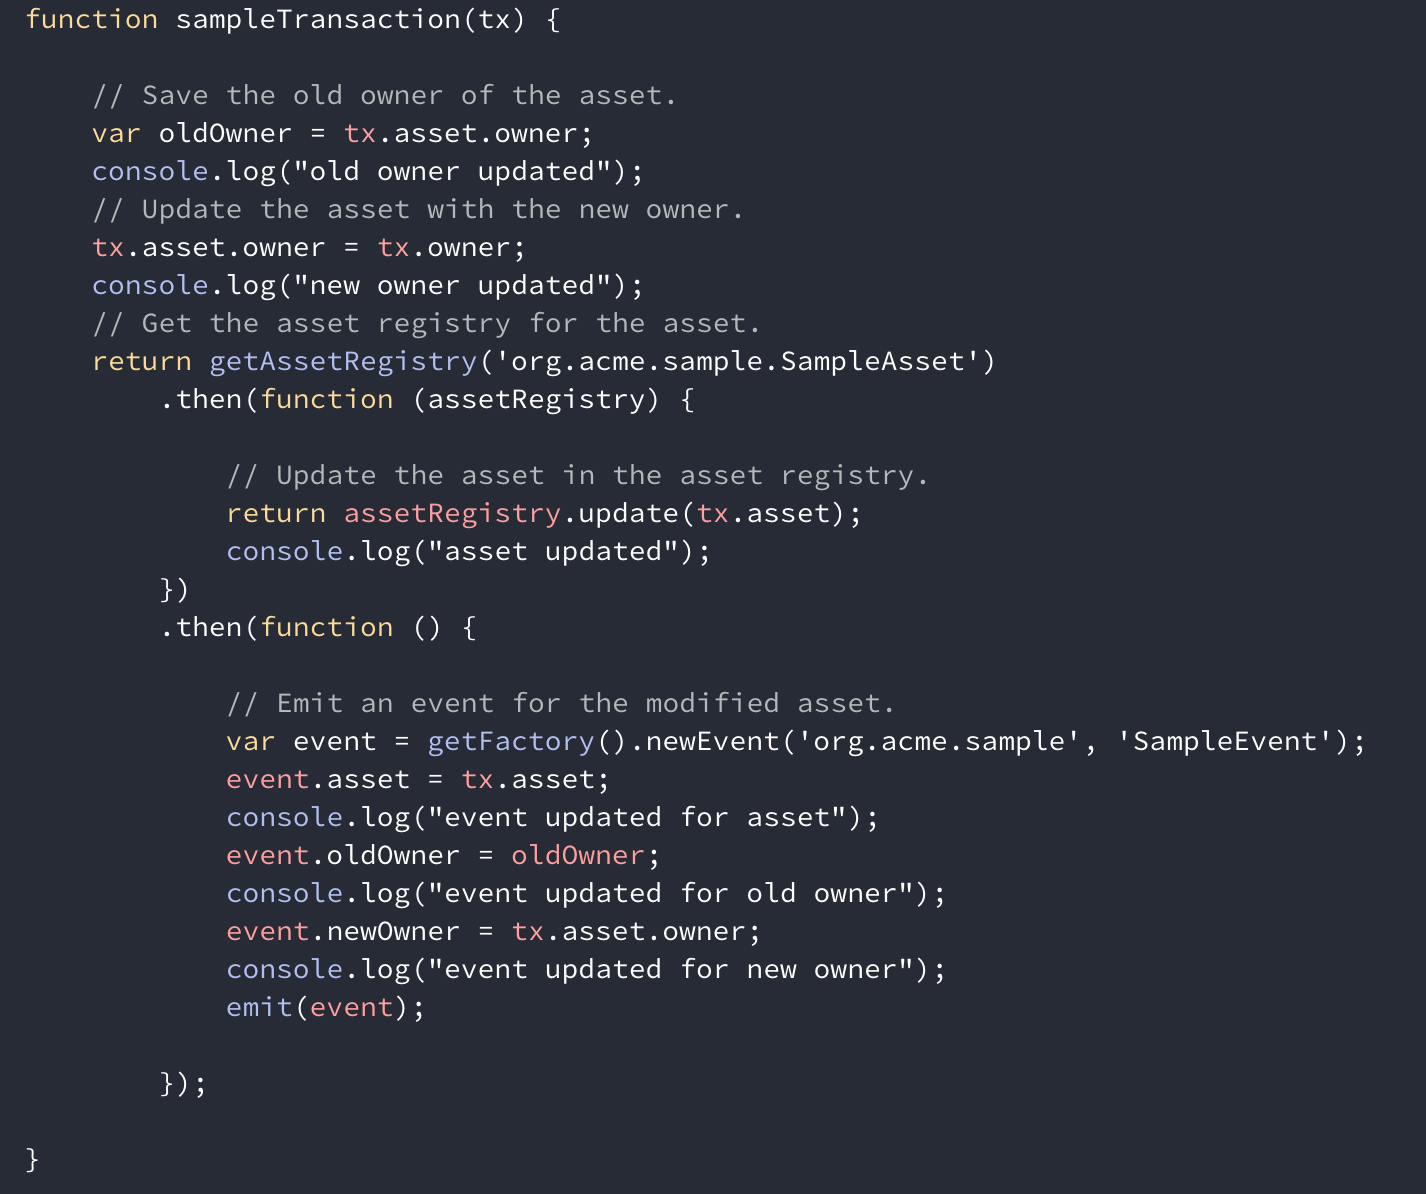 function sampleTransaction(tx) {
// Save the old owner of the asset.
var oldOwner = tx.asset.owner;
console.log("old owner updated");
// Update the asset with the new owner.
tx.asset.owner = tx.owner;
console.log("new owner updated");
// Get the asset registry for the asset.
return getAssetRegistry('org.acme.sample.SampleAsset')
.then(function (assetRegistry) {
// Update the asset in the asset registry.
return assetRegistry.update(tx.asset);
console.log("asset updated");
})
.then(function () {
// Emit an event for the modified asset.
var event = getFactory().newEvent('org.acme.sample', 'SampleEvent');
event.asset = tx.asset;
console.log("event updated for asset");
event.oldOwner = oldOwner;
console.log("event updated for old owner");
event.newOwner = tx.asset.owner;
console.log("event updated for new owner");
emit(event);
});
}